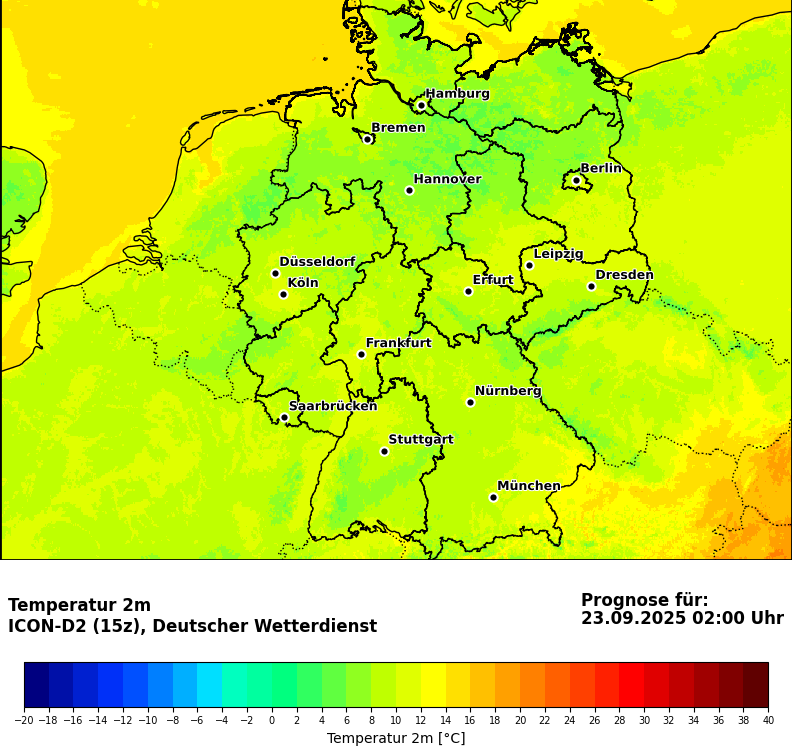 Hamburg
Bremen
Berlin
Hannover
Leipzig
Düsseldorf
Dresden
Köln
Erfurt
Frankfurt
Nürnberg
Saarbrücken
Stuttgart
München
Temperatur 2m
ICON-D2 (15z), Deutscher Wetterdienst
Prognose für:
23.09.2025 02:00 Uhr
−20 −18 −16 −14 −12 −10 −8 −6 −4 −2 0 2 4 6 8 10 12 14 16 18 20 22 24 26 28 30 32 34 36 38 40
Temperatur 2m [°C]